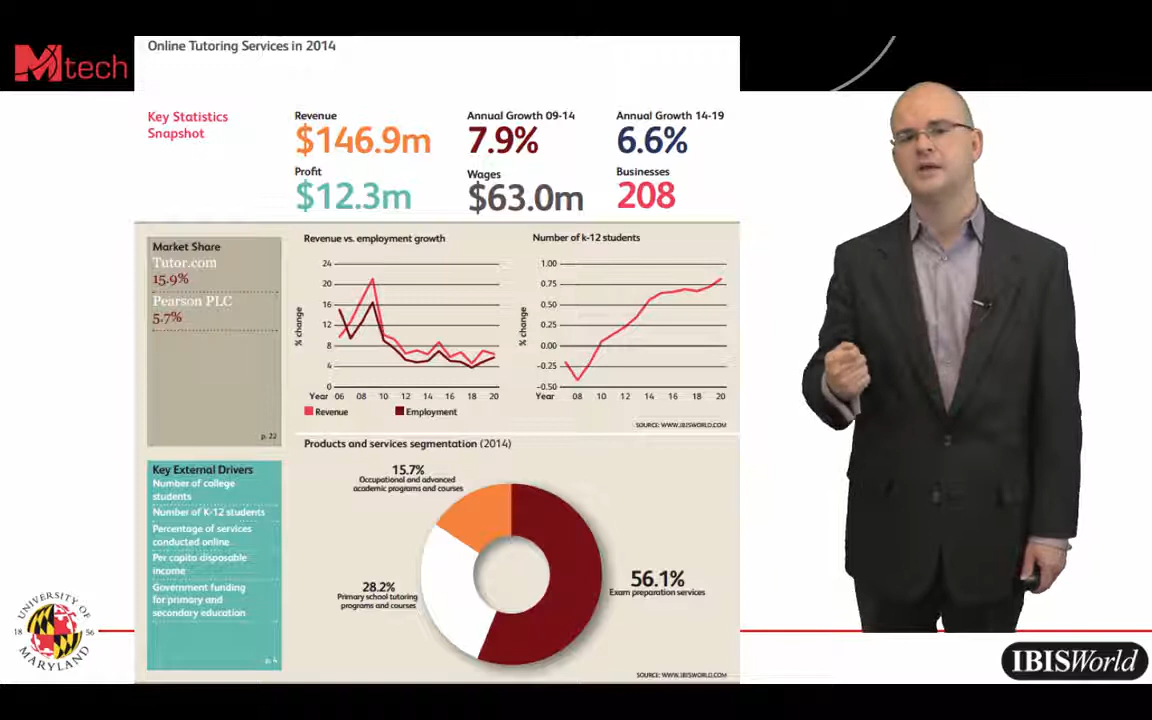 Online Tutoring Services in 2014
Mtech
Key Statistics
Snapshot
Revenue
$146.9m
Annual Growth 09-14
7.9%
Annual Growth 14-19
6.6%
Profit
$12.3m
Wages
$63.0m
Businesses
208
Market Share
Tutor.com
15.9%
Pearson PLC
5.7%
p. 22
Revenue vs. employment growth
24
20
16
12
8
4
0
% change
Year 06 08 10 12 14 16 18 20
Revenue Employment
Number of k-12 students
1.00
0.75
0.50
0.25
0.00
-0.25
-0.50
% change
Year 08 10 12 14 16 18 20
SOURCE: WWW.IBISWORLD.COM
Key External Drivers
Number of college
students
Number of K-12 students
Percentage of services
conducted online
Per capita disposable
income
Government funding
for primary and
secondary education
p. 4
Products and services segmentation (2014)
15.7%
Occupational and advanced
academic programs and courses
28.2%
Primary school tutoring
programs and courses
56.1%
Exam preparation services
SOURCE: WWW.IBISWORLD.COM
UNIVERSITY OF
18 56
MARYLAND
IBISWorld